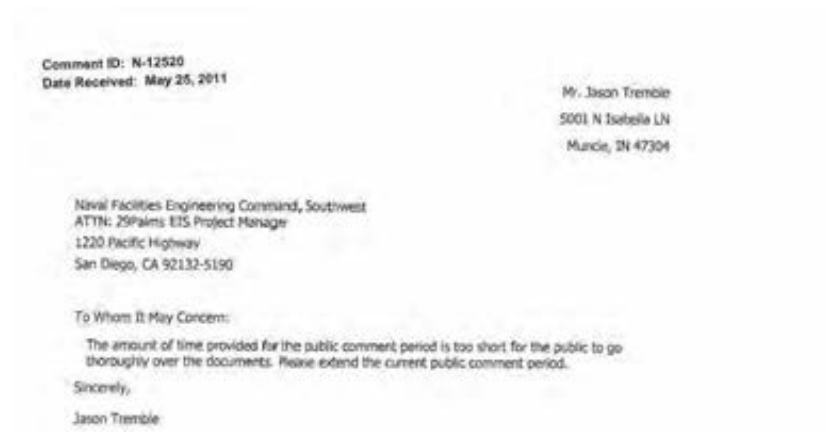 Comment ID: N-12520
Date Received: May 25, 2011
Mr. Jason Tremble
5001 N Isabella LN
Muncie, IN 47304
Naval Facilities Engineering Command, Southwest
ATTN: 29Palms EIS Project Manager
1220 Pacific Highway
San Diego, CA 92132-5190
To Whom It May Concern:
The amount of time provided for the public comment period is too short for the public to go
thoroughly over the documents. Please extend the current public comment period.
Sincerely,
Jason Tremble